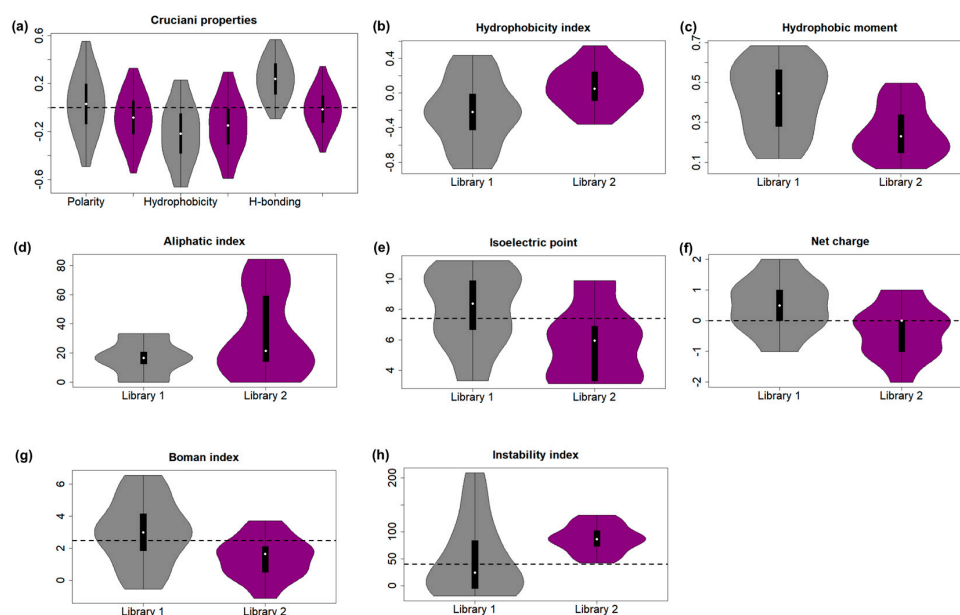 (a)
Cruciani properties
0.6
0.2
-0.2
-0.6
Polarity Hydrophobicity H-bonding
(b)
Hydrophobicity index
0.4
0.0
-0.4
-0.8
Library 1 Library 2
(c)
Hydrophobic moment
0.7
0.5
0.3
0.1
Library 1 Library 2
(d)
Aliphatic index
80
60
40
20
0
Library 1 Library 2
(e)
Isoelectric point
10
8
6
4
Library 1 Library 2
(f)
Net charge
2
1
0
-1
-2
Library 1 Library 2
(g)
Boman index
6
4
2
0
Library 1 Library 2
(h)
Instability index
200
100
50
0
Library 1 Library 2